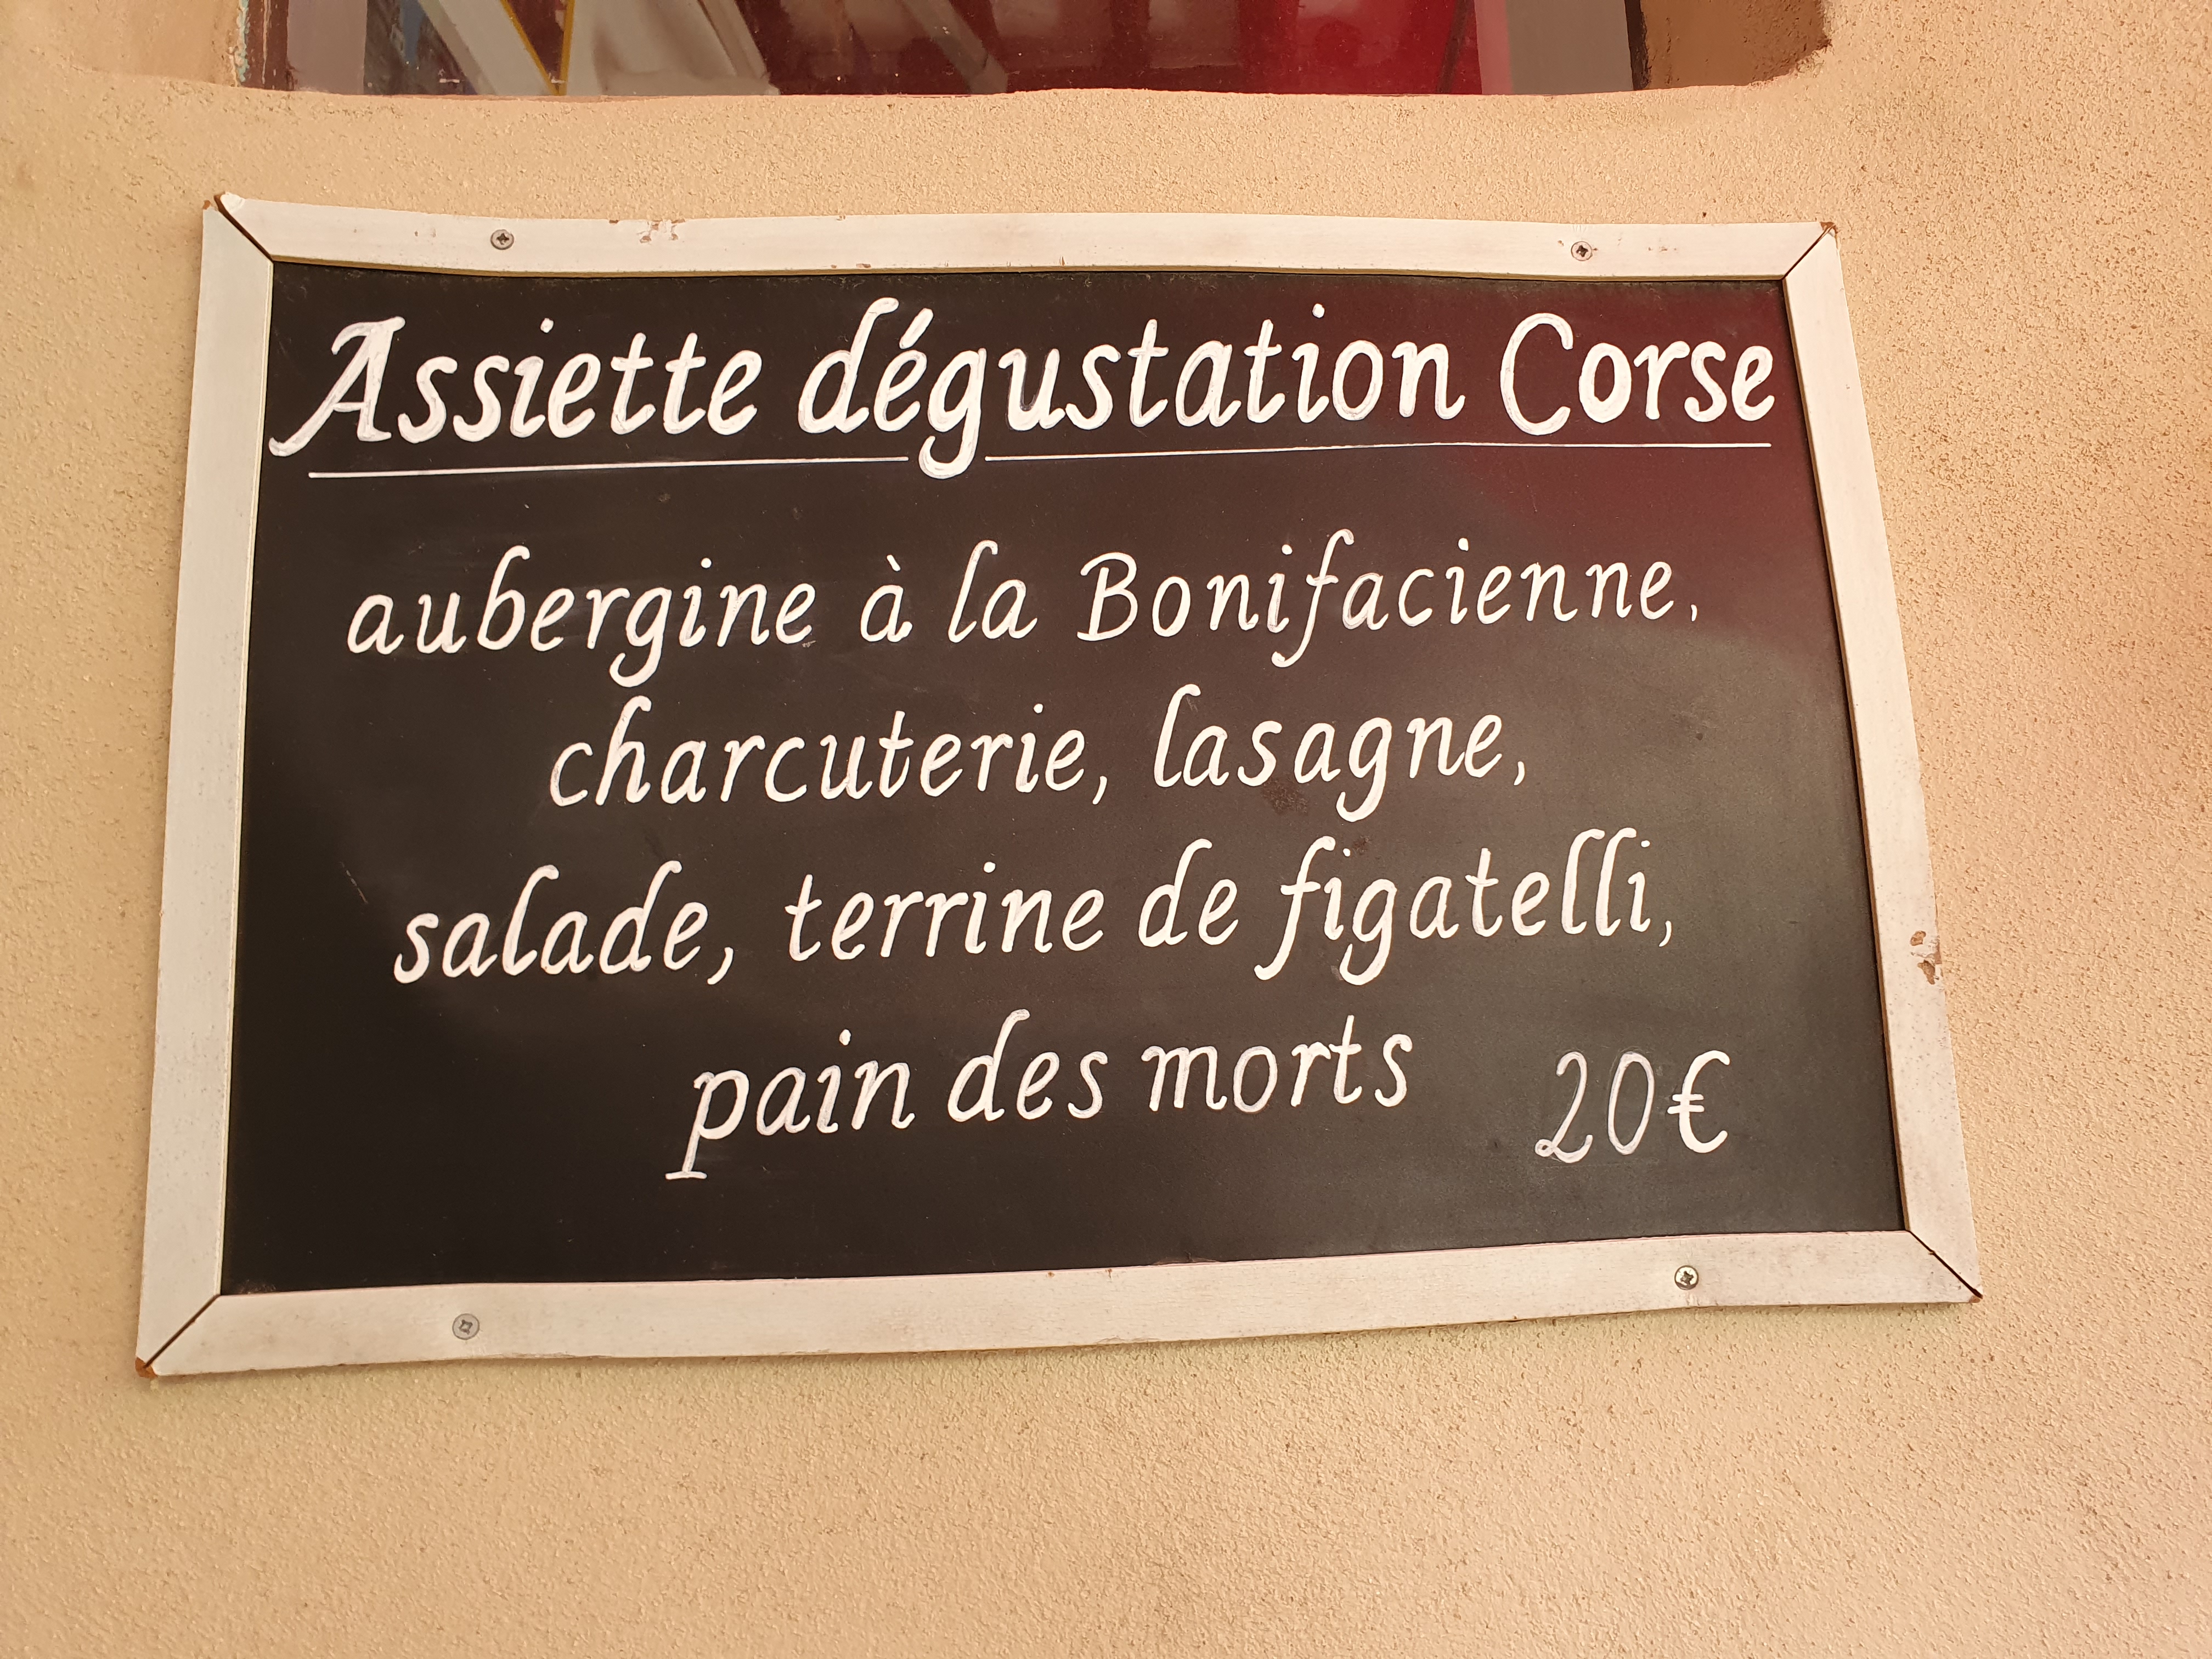 Assiette dégustation Corse
aubergine à la Bonifacienne,
charcuterie, lasagne,
salade, terrine de figatelli,
pain des morts 20€